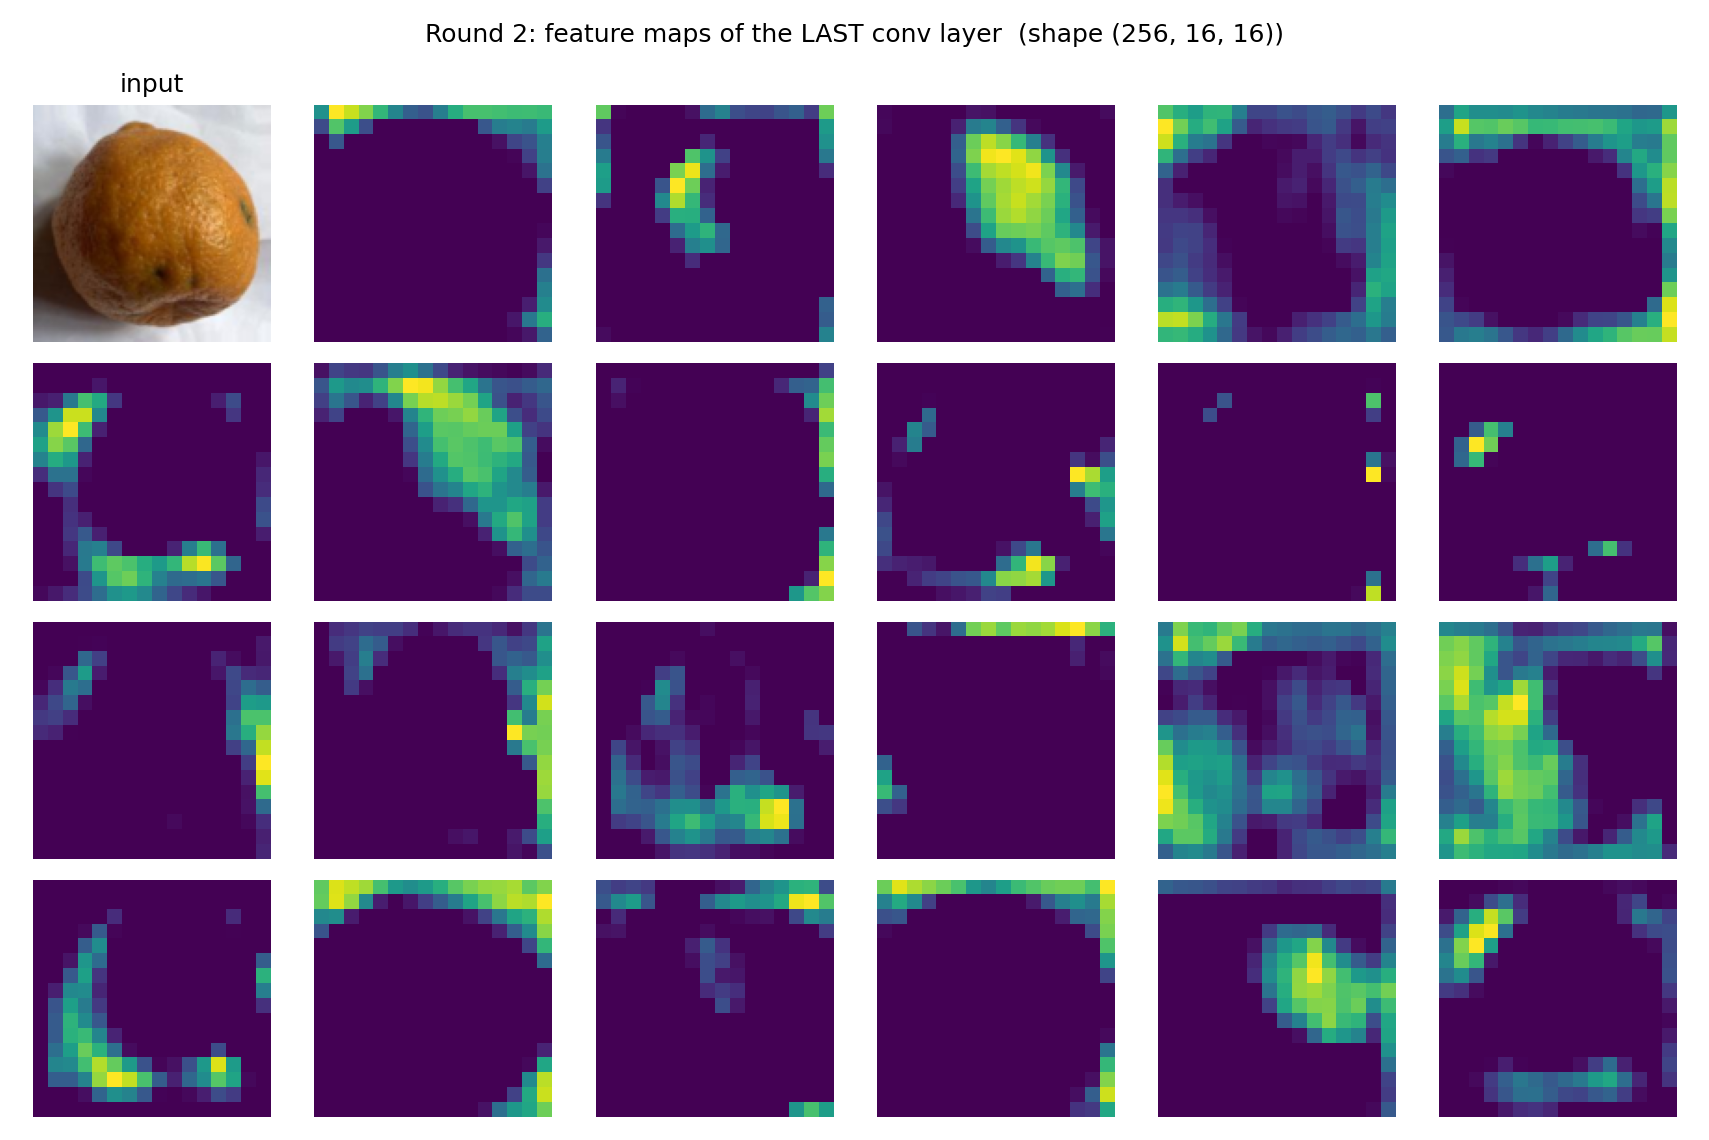 Round 2: feature maps of the LAST conv layer  (shape (256, 16, 16))
input